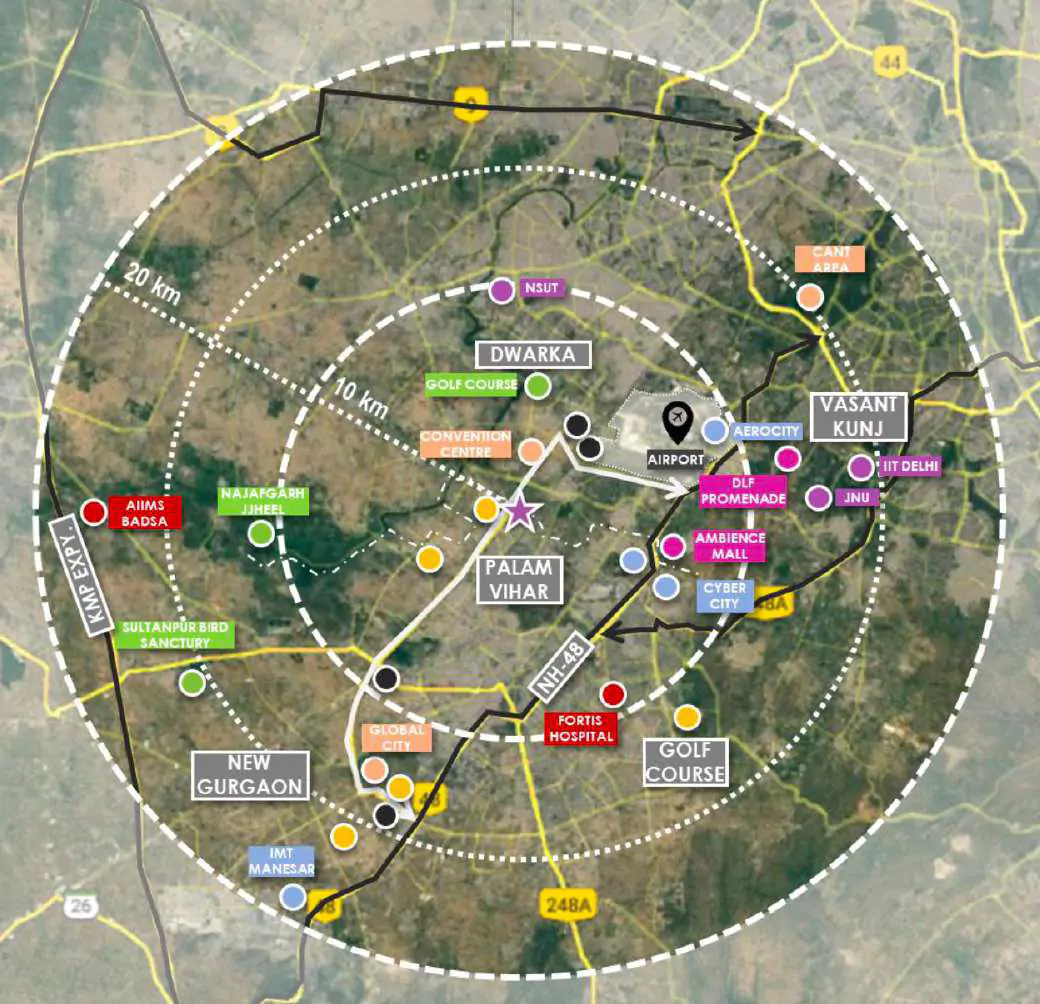 44
9
20 km
CANT
AREA
NSUT
DWARKA
GOLF COURSE
10 km
CONVENTION
CENTRE
AIRPORT
AEROCITY
VASANT
KUNJ
IIT DELHI
DLF
PROMENADE
JNU
NAJAFGARH
JJHEEL
AIIMS
BADSA
AMBIENCE
MALL
PALAM
VIHAR
CYBER
CITY
48A
KMP EXPY.
SULTANPUR BIRD
SANCTURY
NH-48
FORTIS
HOSPITAL
GLOBAL
CITY
GOLF
COURSE
NEW
GURGAON
48
IMT
MANESAR
26
48
248A